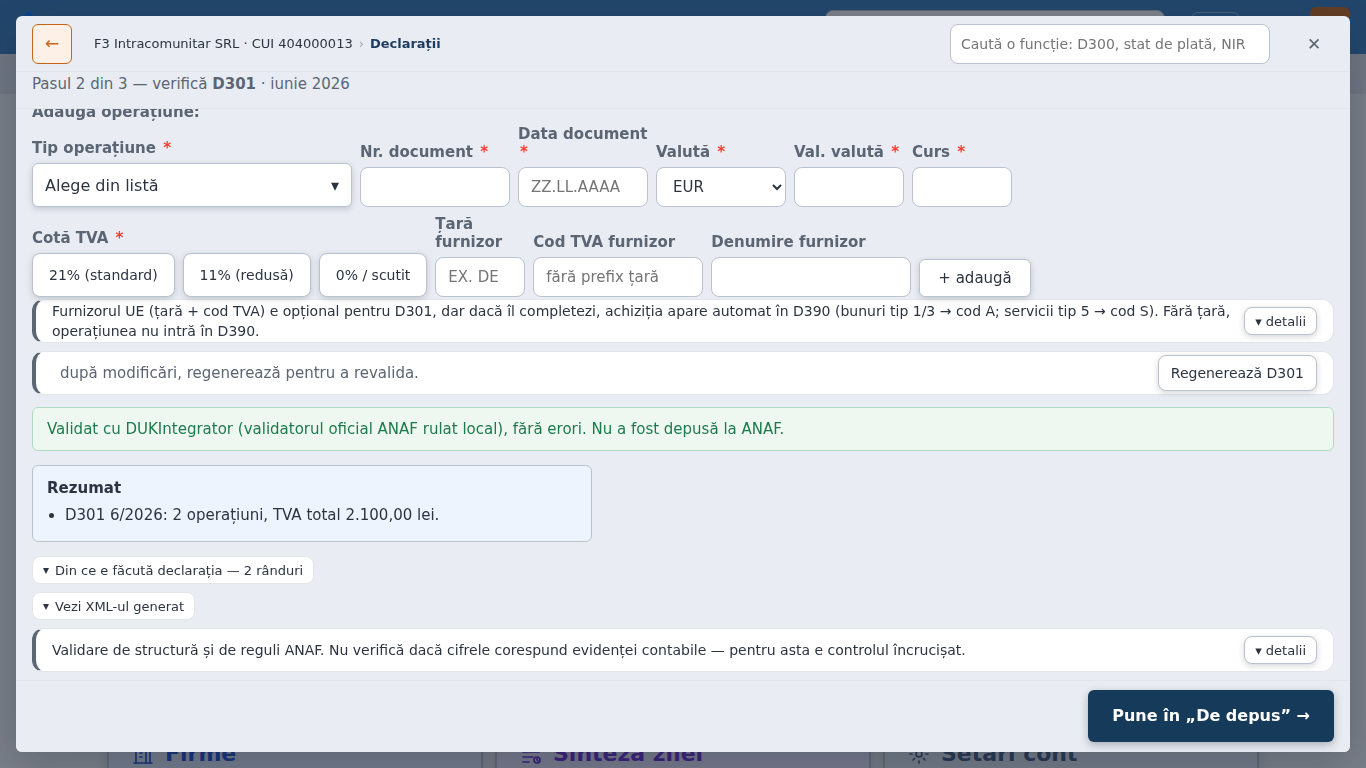 ←
F3 Intracomunitar SRL · CUI 404000013 › Declarații
Caută o funcție: D300, stat de plată, NIR
✕
Pasul 2 din 3 — verifică D301 · iunie 2026
Adaugă operațiune:
Tip operațiune *
Nr. document *
Data document *
Valută *
Val. valută *
Curs *
Alege din listă ▾
ZZ.LL.AAAA
EUR
Cotă TVA *
Țară furnizor
Cod TVA furnizor
Denumire furnizor
21% (standard)
11% (redusă)
0% / scutit
EX. DE
fără prefix țară
+ adaugă
Furnizorul UE (țară + cod TVA) e opțional pentru D301, dar dacă îl completezi, achiziția apare automat în D390 (bunuri tip 1/3 → cod A; servicii tip 5 → cod S). Fără țară,
operațiunea nu intră în D390.
▾ detalii
după modificări, regenerează pentru a revalida.
Regenerează D301
Validat cu DUKIntegrator (validatorul oficial ANAF rulat local), fără erori. Nu a fost depusă la ANAF.
Rezumat
• D301 6/2026: 2 operațiuni, TVA total 2.100,00 lei.
▾ Din ce e făcută declarația — 2 rânduri
▾ Vezi XML-ul generat
Validare de structură și de reguli ANAF. Nu verifică dacă cifrele corespund evidenței contabile — pentru asta e controlul încrucișat.
▾ detalii
Pune în „De depus” →
Firme
Sinteza zilei
Setări cont